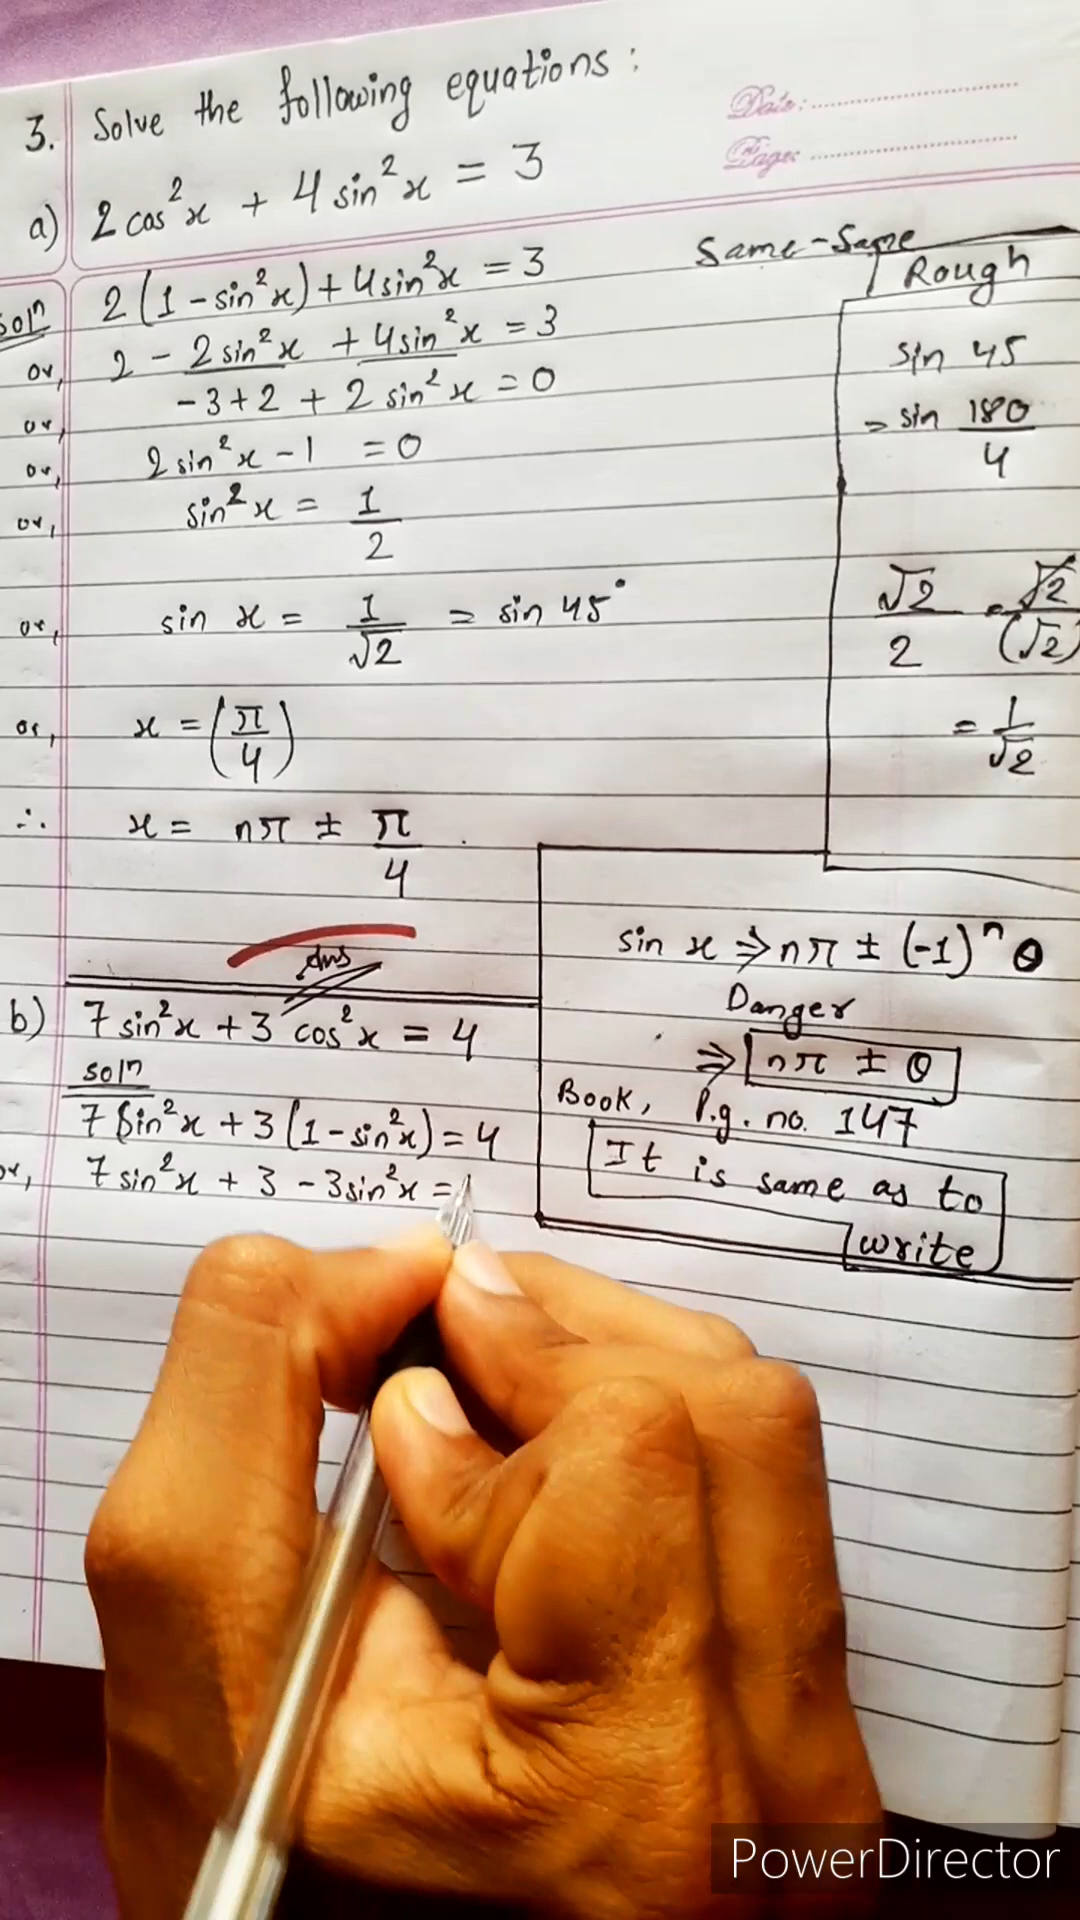 3. Solve the following equations :
Date:
Page:
a) 2 cos²x + 4 sin²x = 3
soln 2 (1 - sin²x) + 4sin²x = 3
or, 2 - 2 sin²x + 4 sin²x = 3
or, -3+2 + 2 sin²x = 0
or, 2 sin²x - 1 = 0
or, sin²x = 1/2
or, sin x = 1/√2 = sin 45°
or, x = (π/4)
∴ x = nπ ± π/4
Ans
Same-Same
Rough
sin 45
= sin 180/4
√2/2 = √2/(√2)
= 1/√2
sin x ⇒ nπ ± (-1)ⁿ θ
Danger
⇒ nπ ± θ
Book, P.g. no. 147
It is same as to
write
b) 7 sin²x + 3 cos²x = 4
soln
7 sin²x + 3 (1 - sin²x) = 4
or, 7 sin²x + 3 - 3sin²x =
PowerDirector